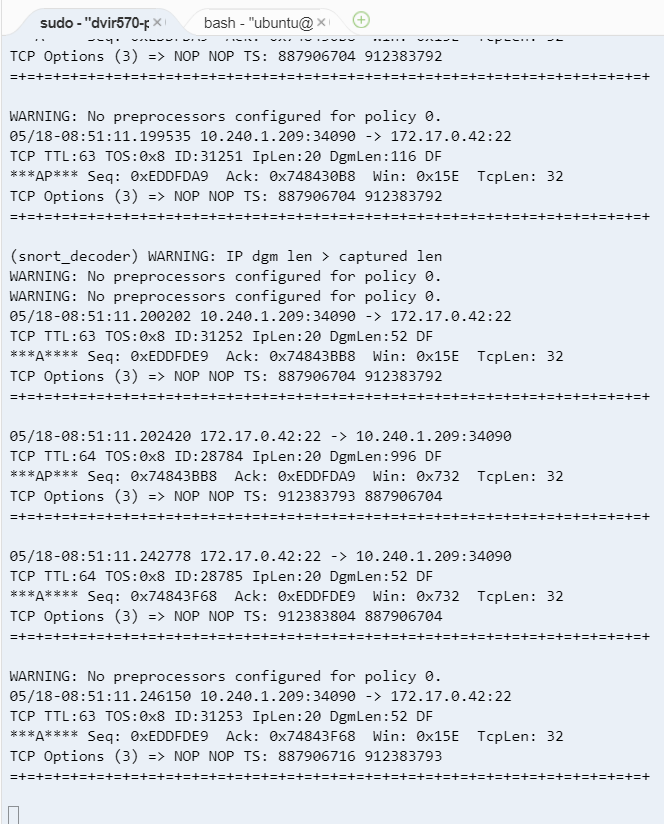 sudo - "dvir570-p
bash - "ubuntu@
TCP Options (3) => NOP NOP TS: 887906704 912383792
=+=+=+=+=+=+=+=+=+=+=+=+=+=+=+=+=+=+=+=+=+=+=+=+=+=+=+=+=+=+=+=+=+=+=+=+=+
WARNING: No preprocessors configured for policy 0.
05/18-08:51:11.199535 10.240.1.209:34090 -> 172.17.0.42:22
TCP TTL:63 TOS:0x8 ID:31251 IpLen:20 DgmLen:116 DF
***AP*** Seq: 0xEDDFDA9  Ack: 0x748430B8  Win: 0x15E  TcpLen: 32
TCP Options (3) => NOP NOP TS: 887906704 912383792
=+=+=+=+=+=+=+=+=+=+=+=+=+=+=+=+=+=+=+=+=+=+=+=+=+=+=+=+=+=+=+=+=+=+=+=+=+
(snort_decoder) WARNING: IP dgm len > captured len
WARNING: No preprocessors configured for policy 0.
WARNING: No preprocessors configured for policy 0.
05/18-08:51:11.200202 10.240.1.209:34090 -> 172.17.0.42:22
TCP TTL:63 TOS:0x8 ID:31252 IpLen:20 DgmLen:52 DF
***A**** Seq: 0xEDDFDE9  Ack: 0x74843BB8  Win: 0x15E  TcpLen: 32
TCP Options (3) => NOP NOP TS: 887906704 912383792
=+=+=+=+=+=+=+=+=+=+=+=+=+=+=+=+=+=+=+=+=+=+=+=+=+=+=+=+=+=+=+=+=+=+=+=+=+
05/18-08:51:11.202420 172.17.0.42:22 -> 10.240.1.209:34090
TCP TTL:64 TOS:0x8 ID:28784 IpLen:20 DgmLen:996 DF
***AP*** Seq: 0x74843BB8  Ack: 0xEDDFDA9  Win: 0x732  TcpLen: 32
TCP Options (3) => NOP NOP TS: 912383793 887906704
=+=+=+=+=+=+=+=+=+=+=+=+=+=+=+=+=+=+=+=+=+=+=+=+=+=+=+=+=+=+=+=+=+=+=+=+=+
05/18-08:51:11.242778 172.17.0.42:22 -> 10.240.1.209:34090
TCP TTL:64 TOS:0x8 ID:28785 IpLen:20 DgmLen:52 DF
***A**** Seq: 0x74843F68  Ack: 0xEDDFDE9  Win: 0x732  TcpLen: 32
TCP Options (3) => NOP NOP TS: 912383804 887906704
=+=+=+=+=+=+=+=+=+=+=+=+=+=+=+=+=+=+=+=+=+=+=+=+=+=+=+=+=+=+=+=+=+=+=+=+=+
WARNING: No preprocessors configured for policy 0.
05/18-08:51:11.246150 10.240.1.209:34090 -> 172.17.0.42:22
TCP TTL:63 TOS:0x8 ID:31253 IpLen:20 DgmLen:52 DF
***A**** Seq: 0xEDDFDE9  Ack: 0x74843F68  Win: 0x15E  TcpLen: 32
TCP Options (3) => NOP NOP TS: 887906716 912383793
=+=+=+=+=+=+=+=+=+=+=+=+=+=+=+=+=+=+=+=+=+=+=+=+=+=+=+=+=+=+=+=+=+=+=+=+=+